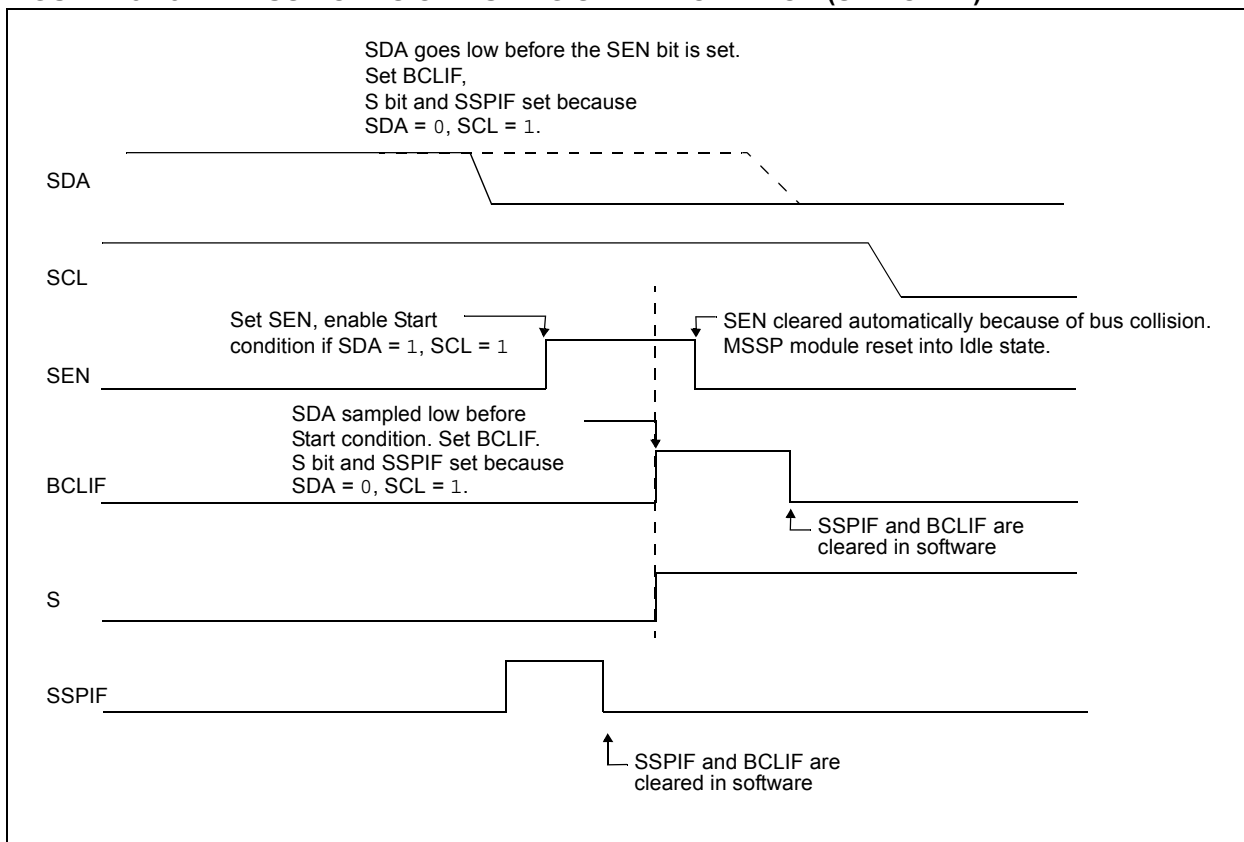 SDA goes low before the SEN bit is set.
Set BCLIF,
S bit and SSPIF set because
SDA = 0, SCL = 1.
SDA
SCL
Set SEN, enable Start
condition if SDA = 1, SCL = 1
SEN cleared automatically because of bus collision.
MSSP module reset into Idle state.
SEN
SDA sampled low before
Start condition. Set BCLIF.
S bit and SSPIF set because
SDA = 0, SCL = 1.
BCLIF
SSPIF and BCLIF are
cleared in software
S
SSPIF
SSPIF and BCLIF are
cleared in software